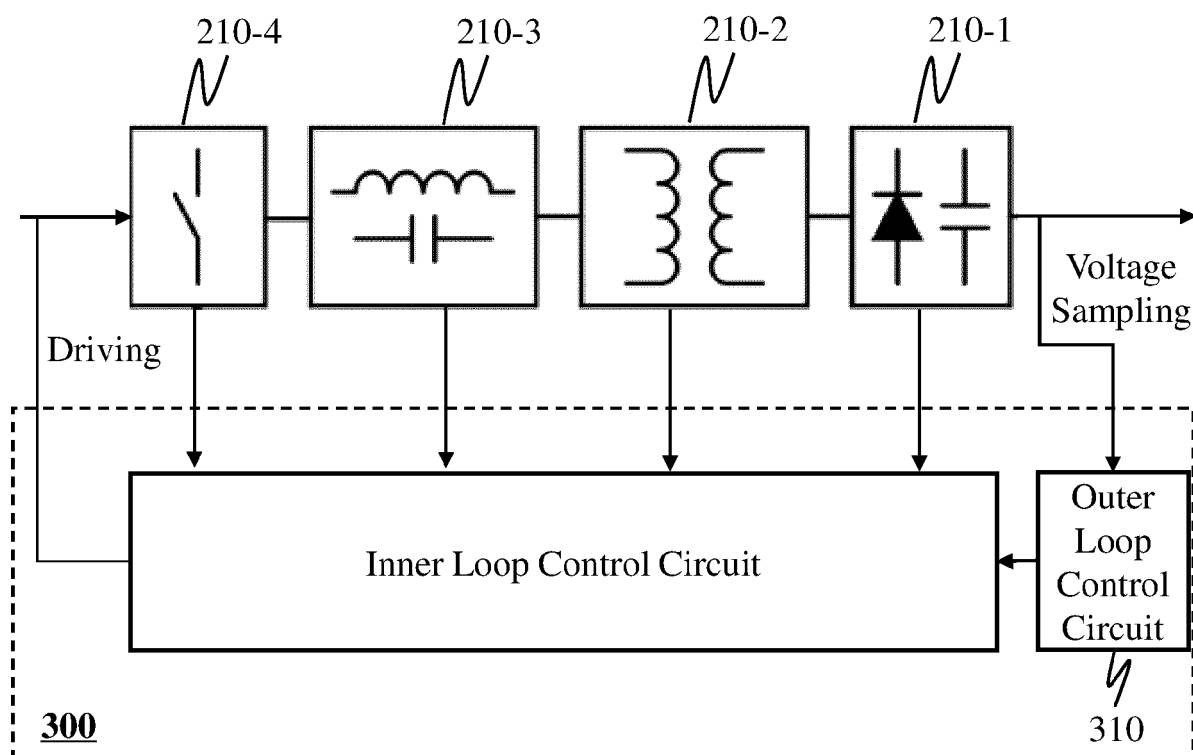 210-4
210-3
210-2
210-1
Voltage
Sampling
Driving
Inner Loop Control Circuit
Outer
Loop
Control
Circuit
300
310